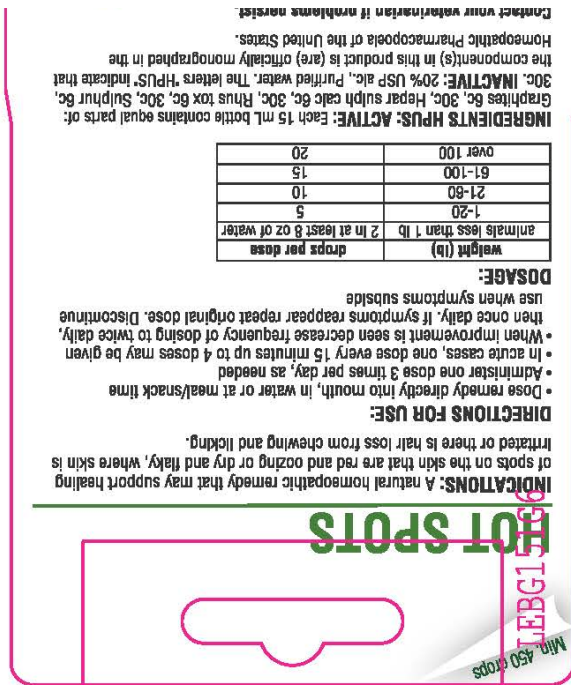 Min. 450 drops
LEBG151G6
HOT SPOTS
INDICATIONS: A natural homeopathic remedy that may support healing
of spots on the skin that are red and oozing or dry and flaky, where skin is
irritated or there is hair loss from chewing and licking.
DIRECTIONS FOR USE:
• Dose remedy directly into mouth, in water or at meal/snack time
• Administer one dose 3 times per day, as needed
• In acute cases, one dose every 15 minutes up to 4 doses may be given
• When improvement is seen decrease frequency of dosing to twice daily,
then once daily. If symptoms reappear repeat original dose. Discontinue
use when symptoms subside
DOSAGE:
weight (lb) drops per dose
animals less than 1 lb 2 in at least 8 oz of water
1-20 5
21-60 10
61-100 15
over 100 20
INGREDIENTS HPUS: ACTIVE: Each 15 mL bottle contains equal parts of:
Graphites 6c, 30c, Hepar sulph calc 6c, 30c, Rhus tox 6c, 30c, Sulphur 6c,
30c. INACTIVE: 20% USP alc., Purified water. The letters "HPUS" indicate that
the component(s) in this product is (are) officially monographed in the
Homeopathic Pharmacopoeia of the United States.
Contact your veterinarian if problems persist.